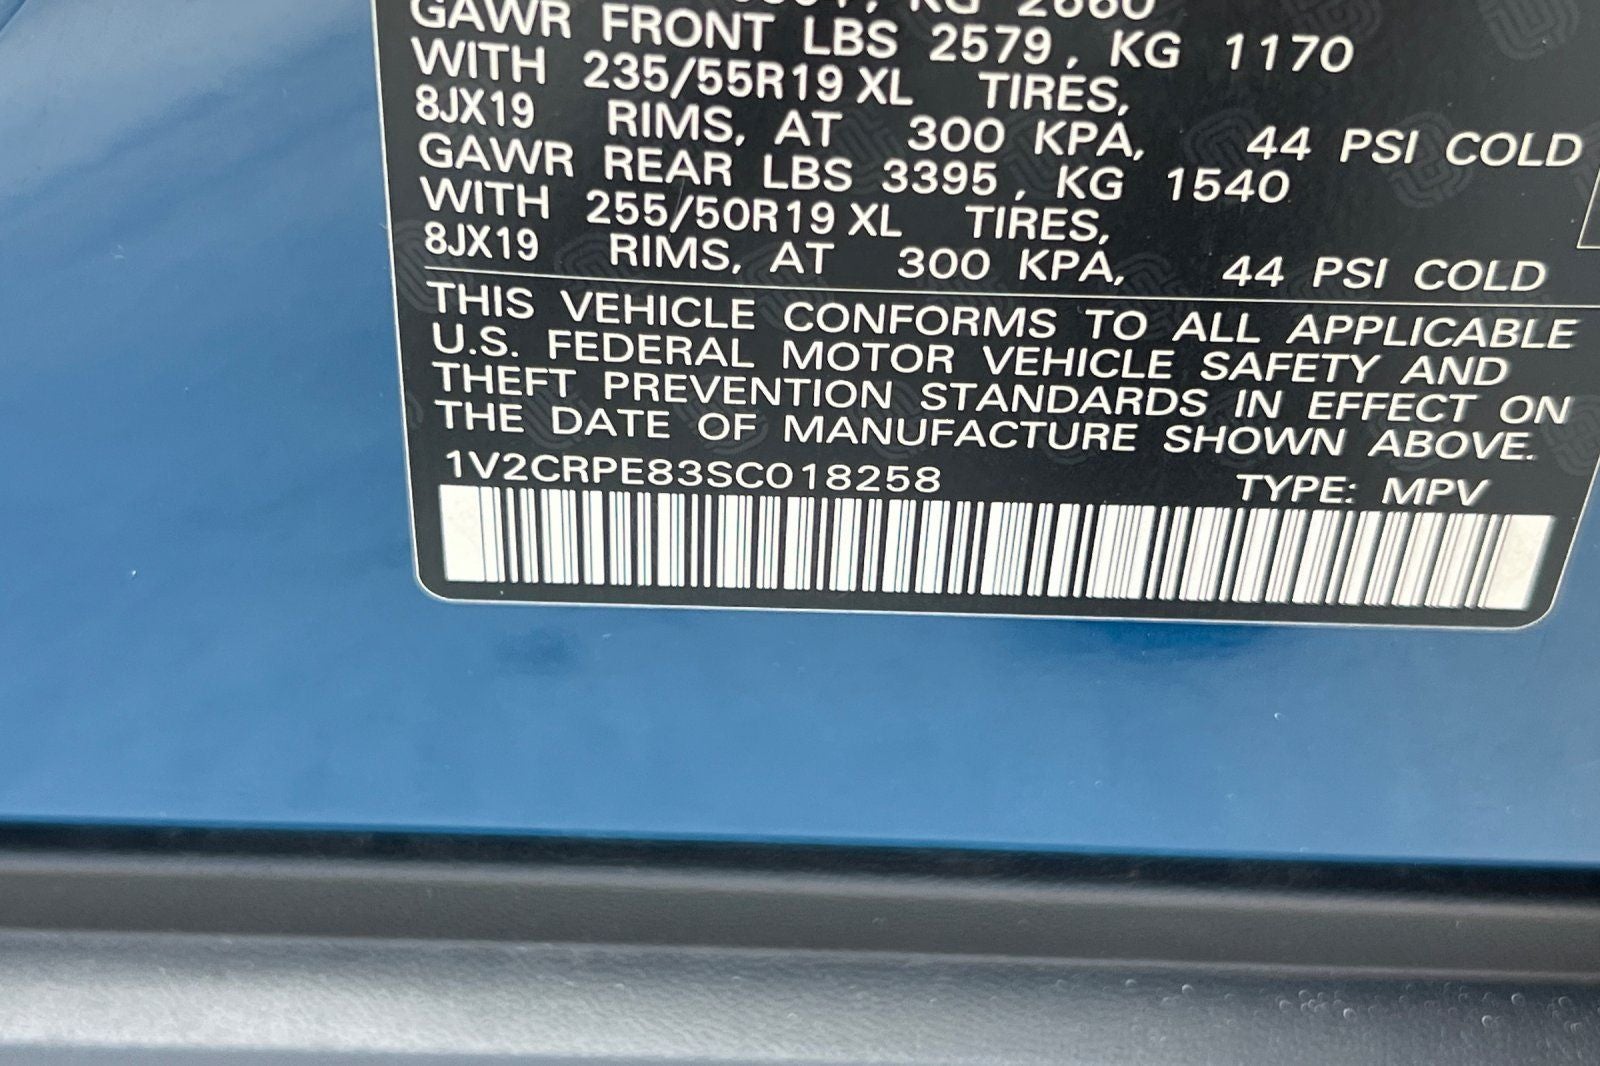 KG 2660
GAWR FRONT LBS 2579, KG 1170
WITH 235/55R19 XL TIRES,
8JX19 RIMS, AT 300 KPA, 44 PSI COLD
GAWR REAR LBS 3395, KG 1540
WITH 255/50R19 XL TIRES,
8JX19 RIMS, AT 300 KPA, 44 PSI COLD
THIS VEHICLE CONFORMS TO ALL APPLICABLE
U.S. FEDERAL MOTOR VEHICLE SAFETY AND
THEFT PREVENTION STANDARDS IN EFFECT ON
THE DATE OF MANUFACTURE SHOWN ABOVE.
1V2CRPE83SC018258 TYPE: MPV